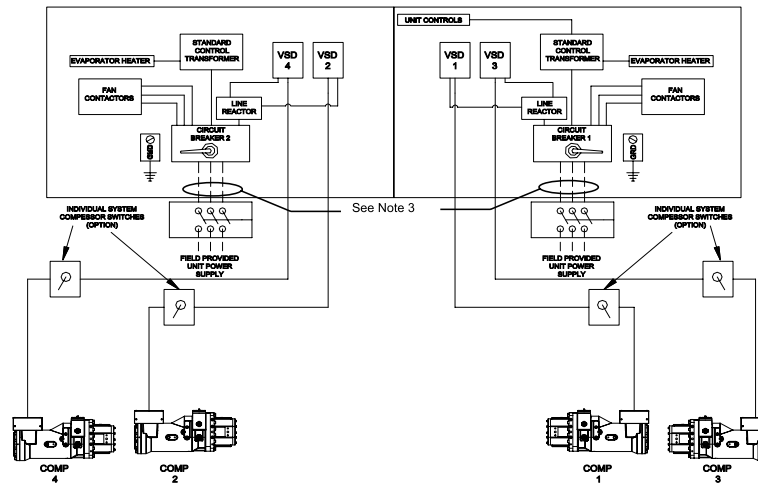 UNIT CONTROLS
EVAPORATOR HEATER
STANDARD
CONTROL
TRANSFORMER
VSD
4
VSD
2
FAN
CONTACTORS
LINE
REACTOR
CIRCUIT
BREAKER 2
GRD
VSD
1
VSD
3
STANDARD
CONTROL
TRANSFORMER
EVAPORATOR HEATER
LINE
REACTOR
FAN
CONTACTORS
CIRCUIT
BREAKER 1
GRD
See Note 3
INDIVIDUAL SYSTEM
COMPESSOR SWITCHES
(OPTION)
FIELD PROVIDED
UNIT POWER
SUPPLY
FIELD PROVIDED
UNIT POWER
SUPPLY
INDIVIDUAL SYSTEM
COMPESSOR SWITCHES
(OPTION)
COMP
4
COMP
2
COMP
1
COMP
3